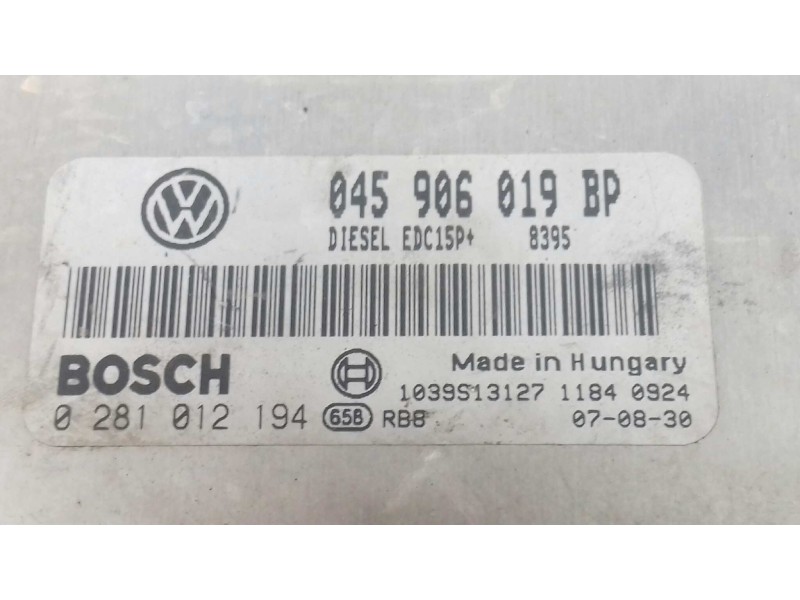 045 906 019 BP
DIESEL EDC15P+ 8395
BOSCH
Made in Hungary
1039S13127 1184 0924
0 281 012 194 658 RB8 07-08-30